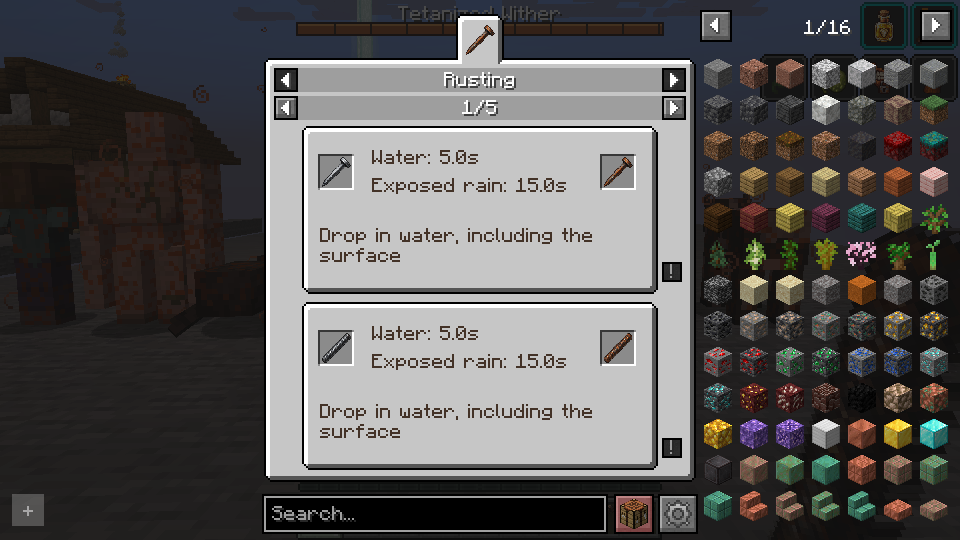 Tetanized Wither
1/16
Rusting
1/5
Water: 5.0s
Exposed rain: 15.0s
Drop in water, including the
surface
Water: 5.0s
Exposed rain: 15.0s
Drop in water, including the
surface
Search...